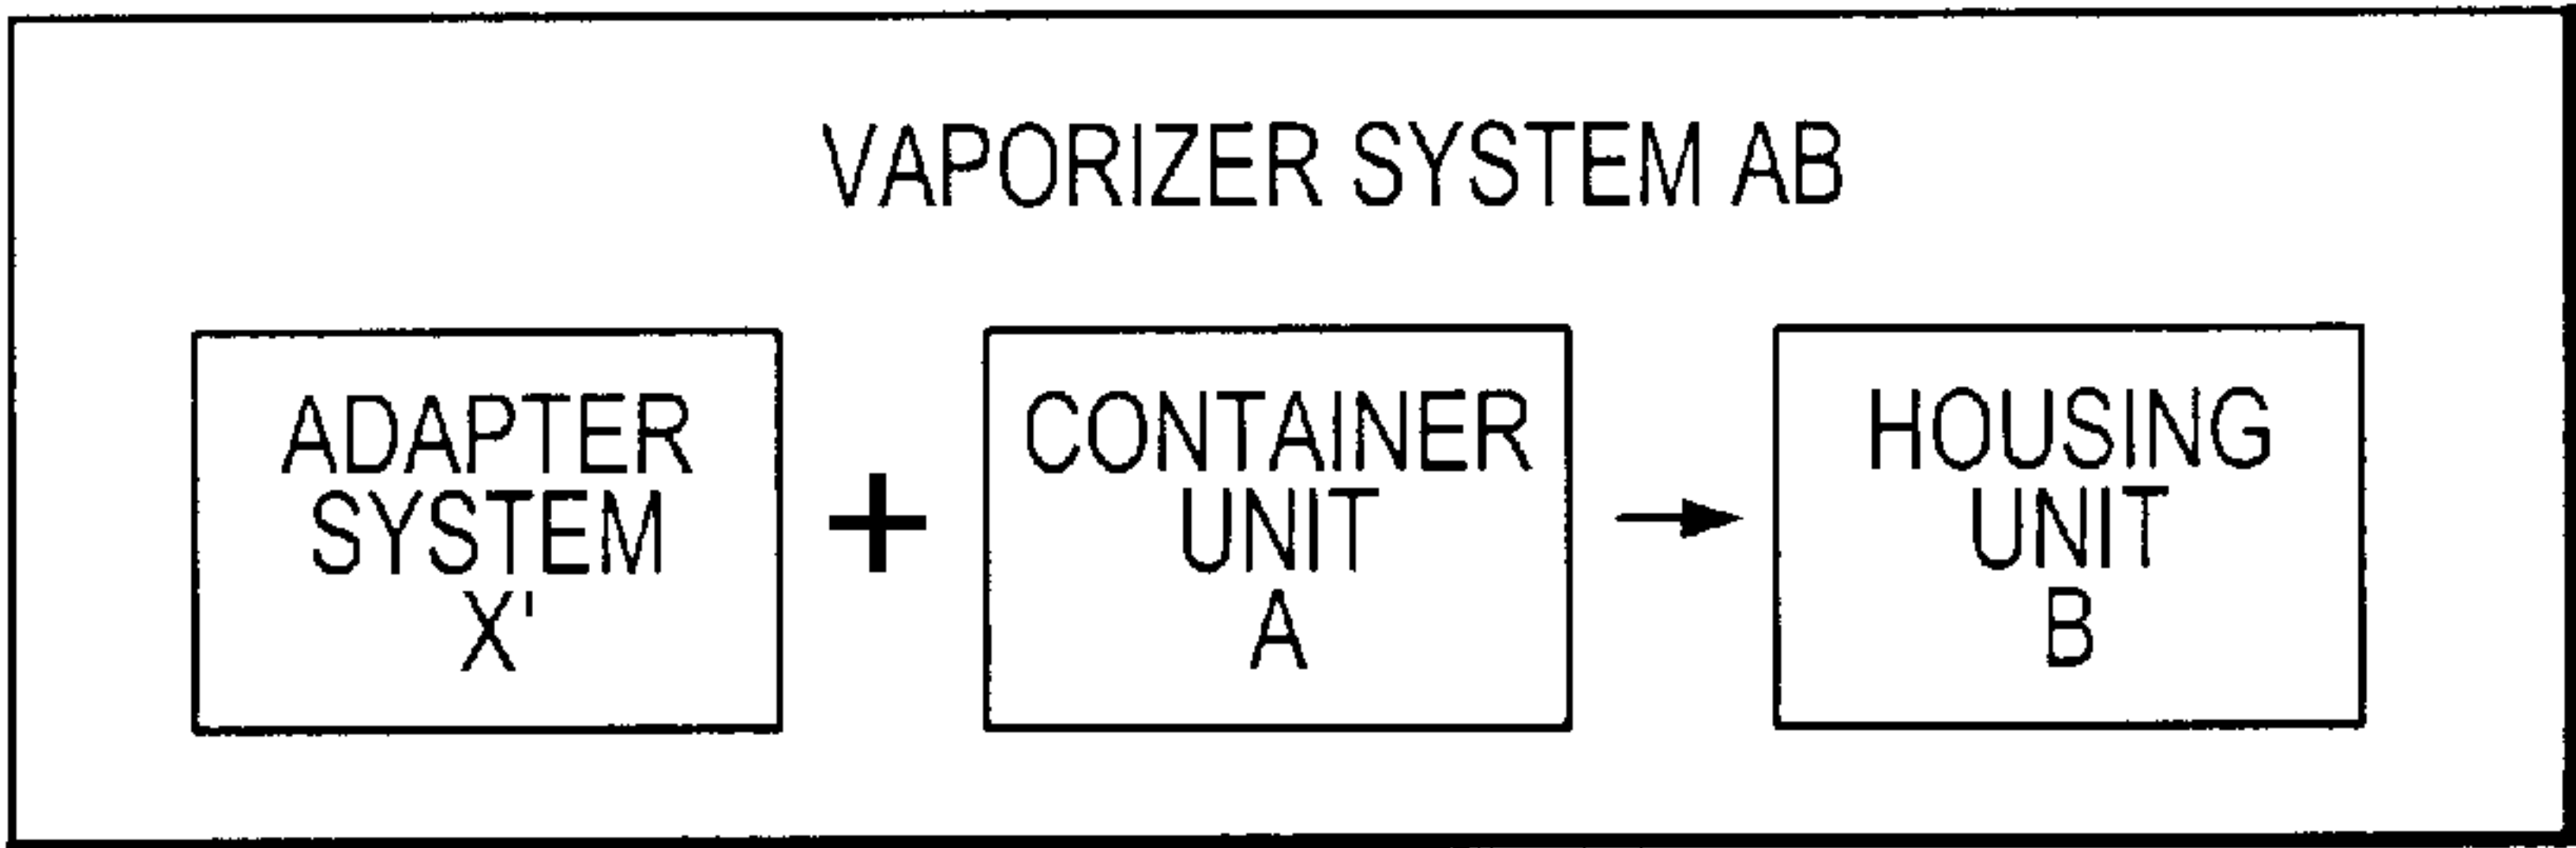 VAPORIZER SYSTEM AB
ADAPTER
SYSTEM
X'
+
CONTAINER
UNIT
A
HOUSING
UNIT
B